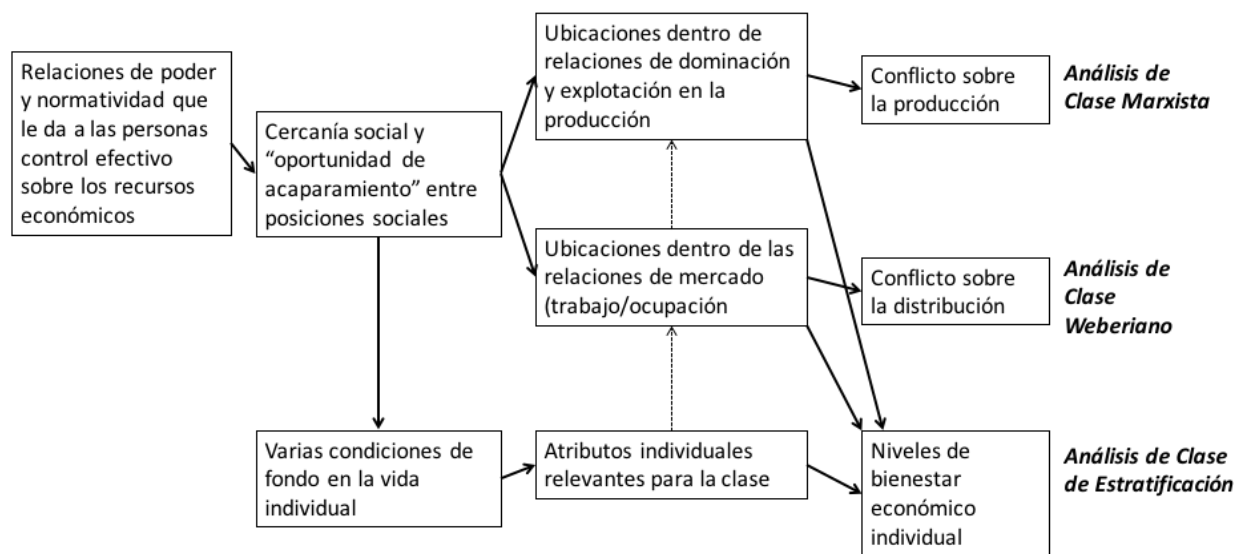 Relaciones de poder
y normatividad que
le da a las personas
control efectivo
sobre los recursos
económicos
Cercanía social y
“oportunidad de
acaparamiento” entre
posiciones sociales
Ubicaciones dentro de
relaciones de dominación
y explotación en la
producción
Conflicto sobre
la producción
Análisis de
Clase Marxista
Ubicaciones dentro de las
relaciones de mercado
(trabajo/ocupación
Conflicto sobre
la distribución
Análisis de
Clase
Weberiano
Varias condiciones de
fondo en la vida
individual
Atributos individuales
relevantes para la clase
Niveles de
bienestar
económico
individual
Análisis de Clase
de Estratificación